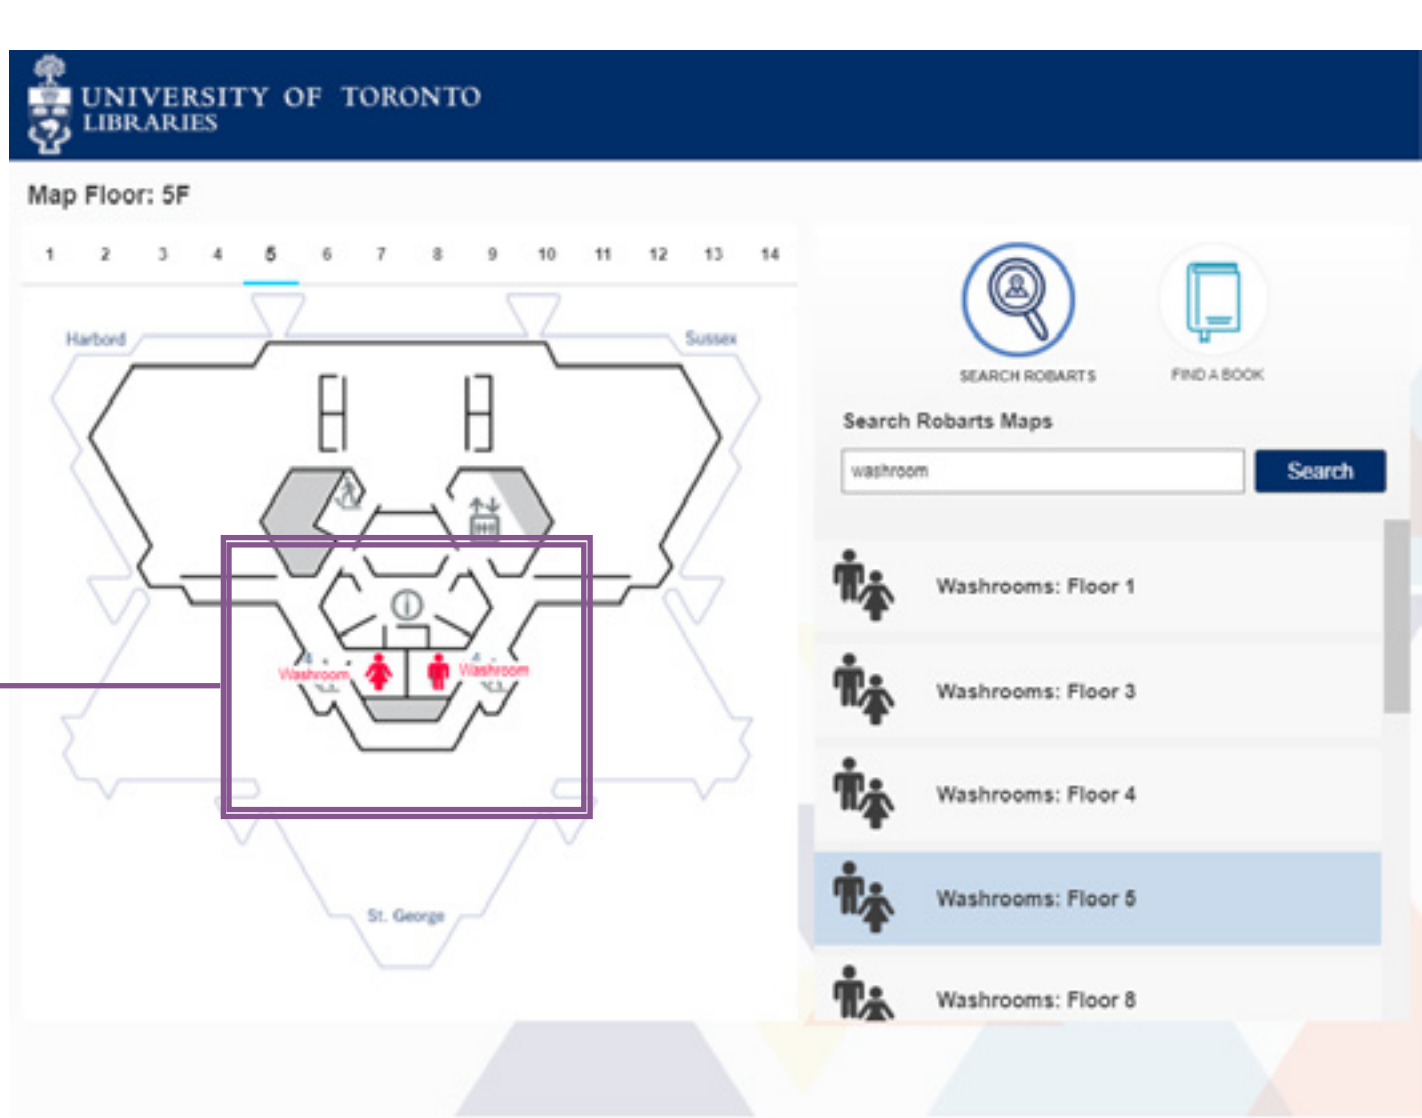 UNIVERSITY OF TORONTO
LIBRARIES
Map Floor: 5F
1 2 3 4 5 6 7 8 9 10 11 12 13 14
Harbord
Sussex
Washroom
Washroom
St. George
SEARCH ROBARTS
FIND A BOOK
Search Robarts Maps
washroom
Search
Washrooms: Floor 1
Washrooms: Floor 3
Washrooms: Floor 4
Washrooms: Floor 5
Washrooms: Floor 8